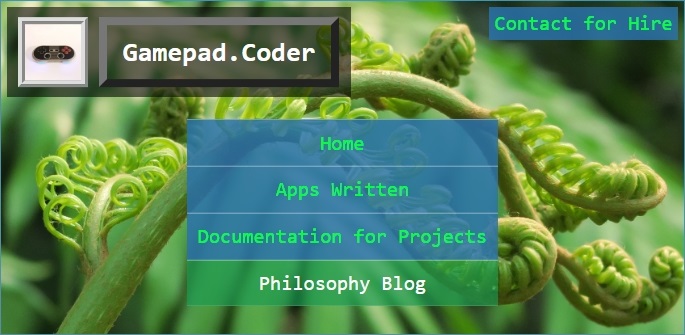 Contact for Hire
Gamepad.Coder
Home
Apps Written
Documentation for Projects
Philosophy Blog